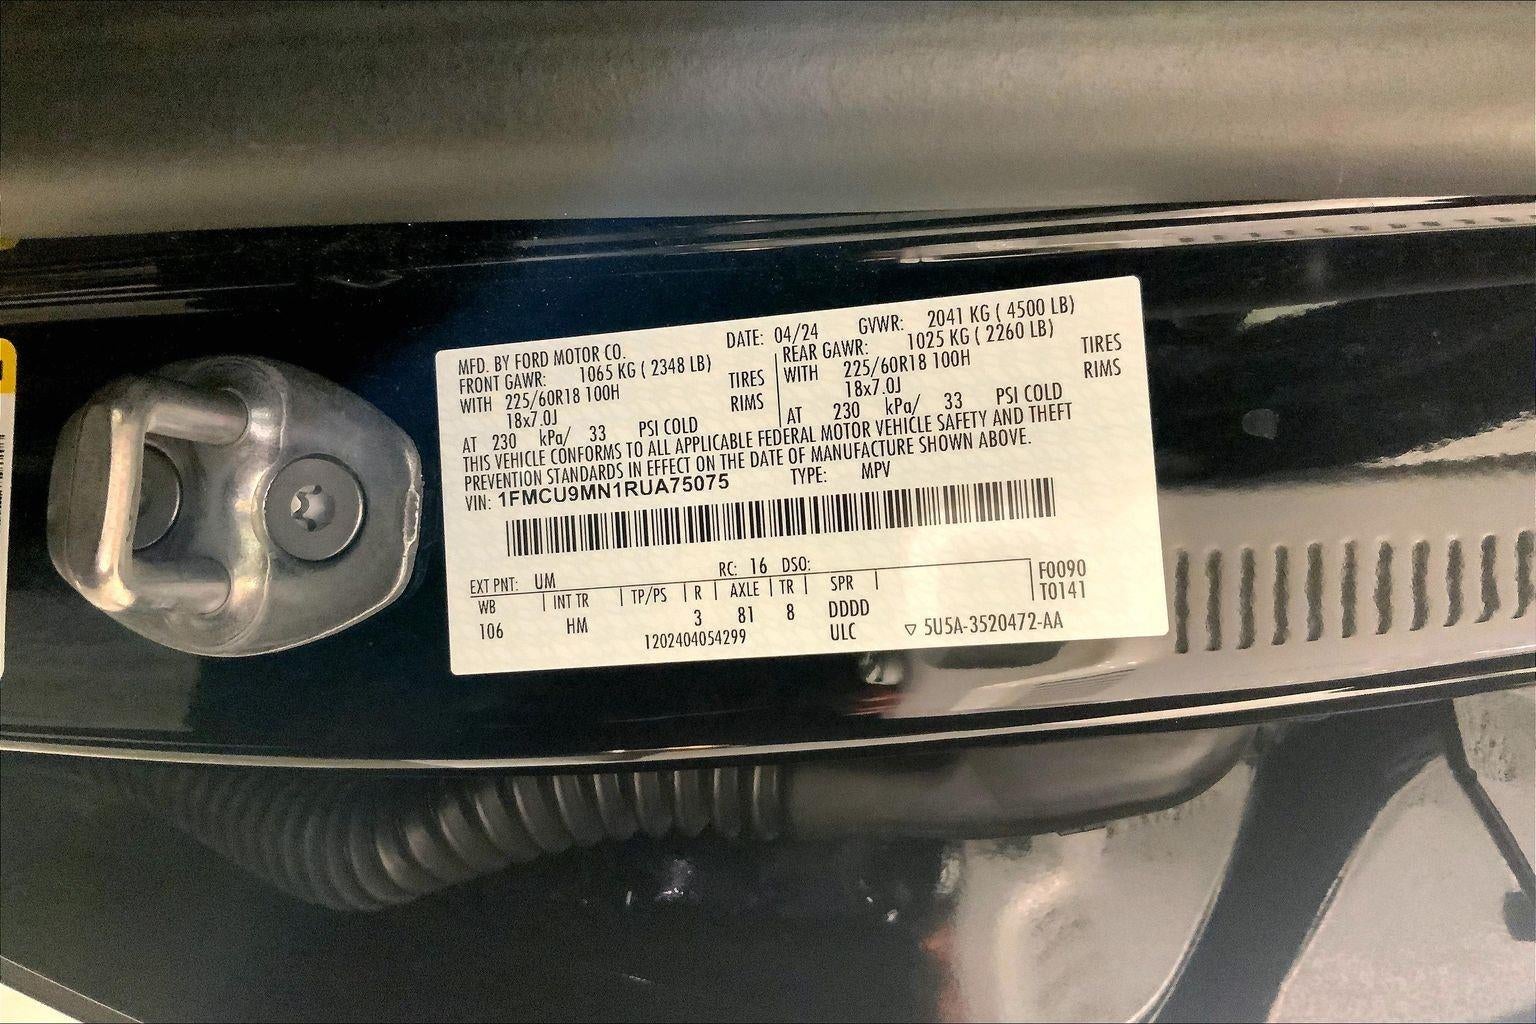 MFD. BY FORD MOTOR CO. DATE: 04/24 GVWR: 2041 KG ( 4500 LB)
FRONT GAWR: 1065 KG ( 2348 LB) REAR GAWR: 1025 KG ( 2260 LB)
WITH 225/60R18 100H TIRES WITH 225/60R18 100H TIRES
18x7.0J RIMS 18x7.0J RIMS
AT 230 kPa/ 33 PSI COLD AT 230 kPa/ 33 PSI COLD
THIS VEHICLE CONFORMS TO ALL APPLICABLE FEDERAL MOTOR VEHICLE SAFETY AND THEFT
PREVENTION STANDARDS IN EFFECT ON THE DATE OF MANUFACTURE SHOWN ABOVE.
VIN: 1FMCU9MN1RUA75075 TYPE: MPV
EXT PNT: UM RC: 16 DSO: F0090
WB INT TR TP/PS R AXLE TR SPR T0141
106 HM 3 81 8 DDDD
1202404054299 ULC ▽ 5U5A-3520472-AA